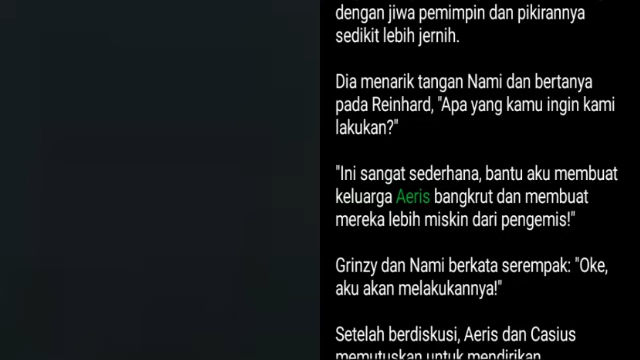 dengan jiwa pemimpin dan pikirannya
sedikit lebih jernih.
Dia menarik tangan Nami dan bertanya
pada Reinhard, "Apa yang kamu ingin kami
lakukan?"
"Ini sangat sederhana, bantu aku membuat
keluarga Aeris bangkrut dan membuat
mereka lebih miskin dari pengemis!"
Grinzy dan Nami berkata serempak: "Oke,
aku akan melakukannya!"
Setelah berdiskusi, Aeris dan Casius
memutuskan untuk mendirikan